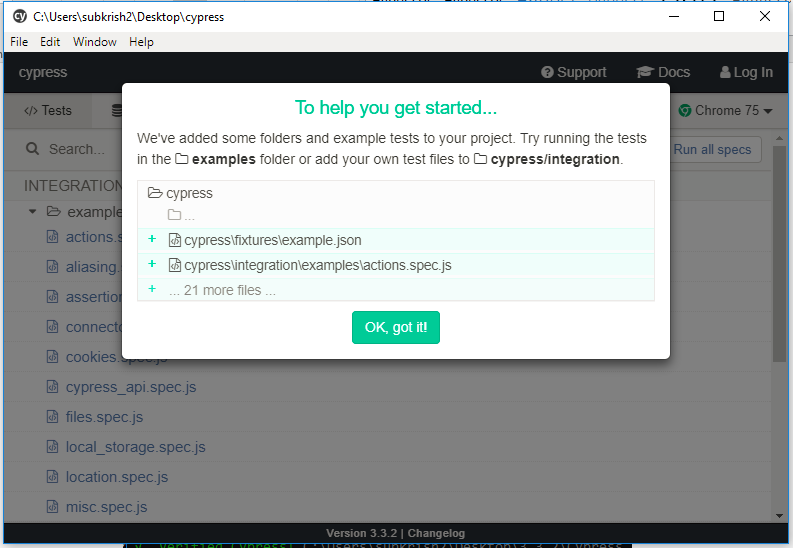 C:\Users\subkrish2\Desktop\cypress
File Edit Window Help
cypress Support Docs Log In
Tests Chrome 75
To help you get started...
We've added some folders and example tests to your project. Try running the tests
in the examples folder or add your own test files to cypress/integration.
Search... Run all specs
INTEGRATION
cypress
...
example
+ cypress\fixtures\example.json
actions.s
+ cypress\integration\examples\actions.spec.js
aliasing.
+ ... 21 more files ...
assertion
OK, got it!
connecto
cookies.spec.js
cypress_api.spec.js
files.spec.js
local_storage.spec.js
location.spec.js
misc.spec.js
Version 3.3.2 | Changelog